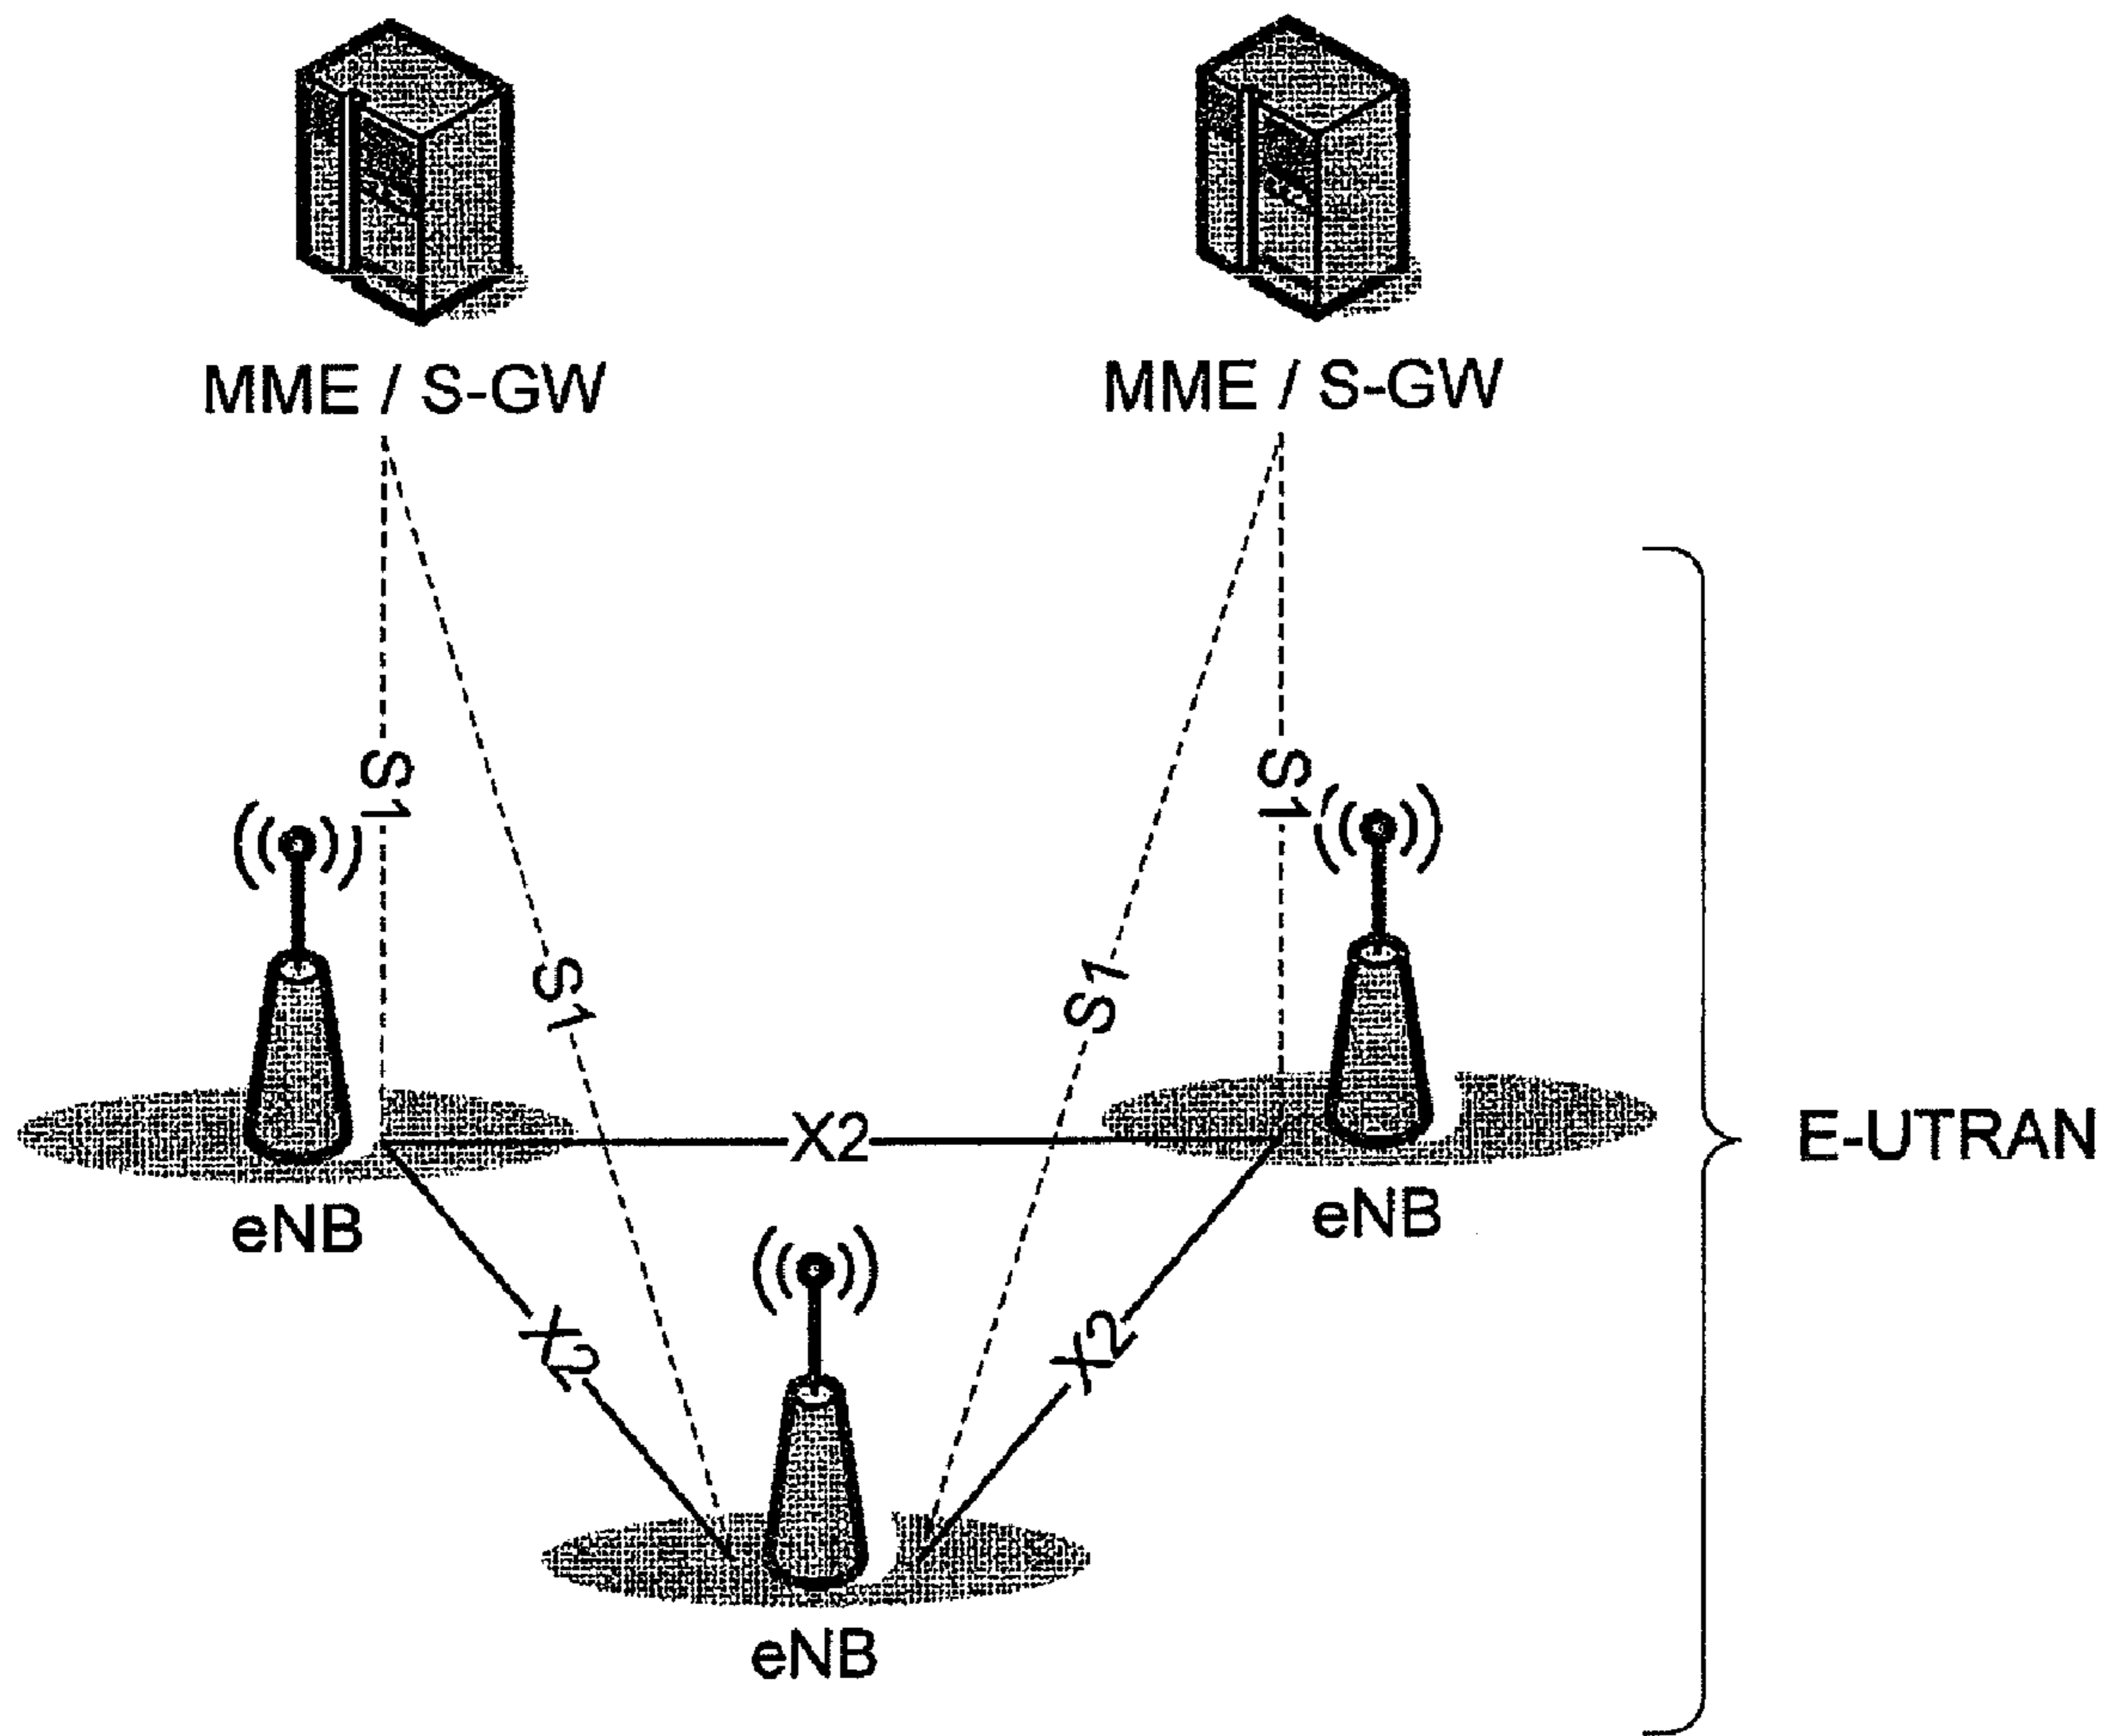 MME / S-GW
MME / S-GW
S1
S1
S1
S1
X2
E-UTRAN
eNB
eNB
X2
X2
eNB